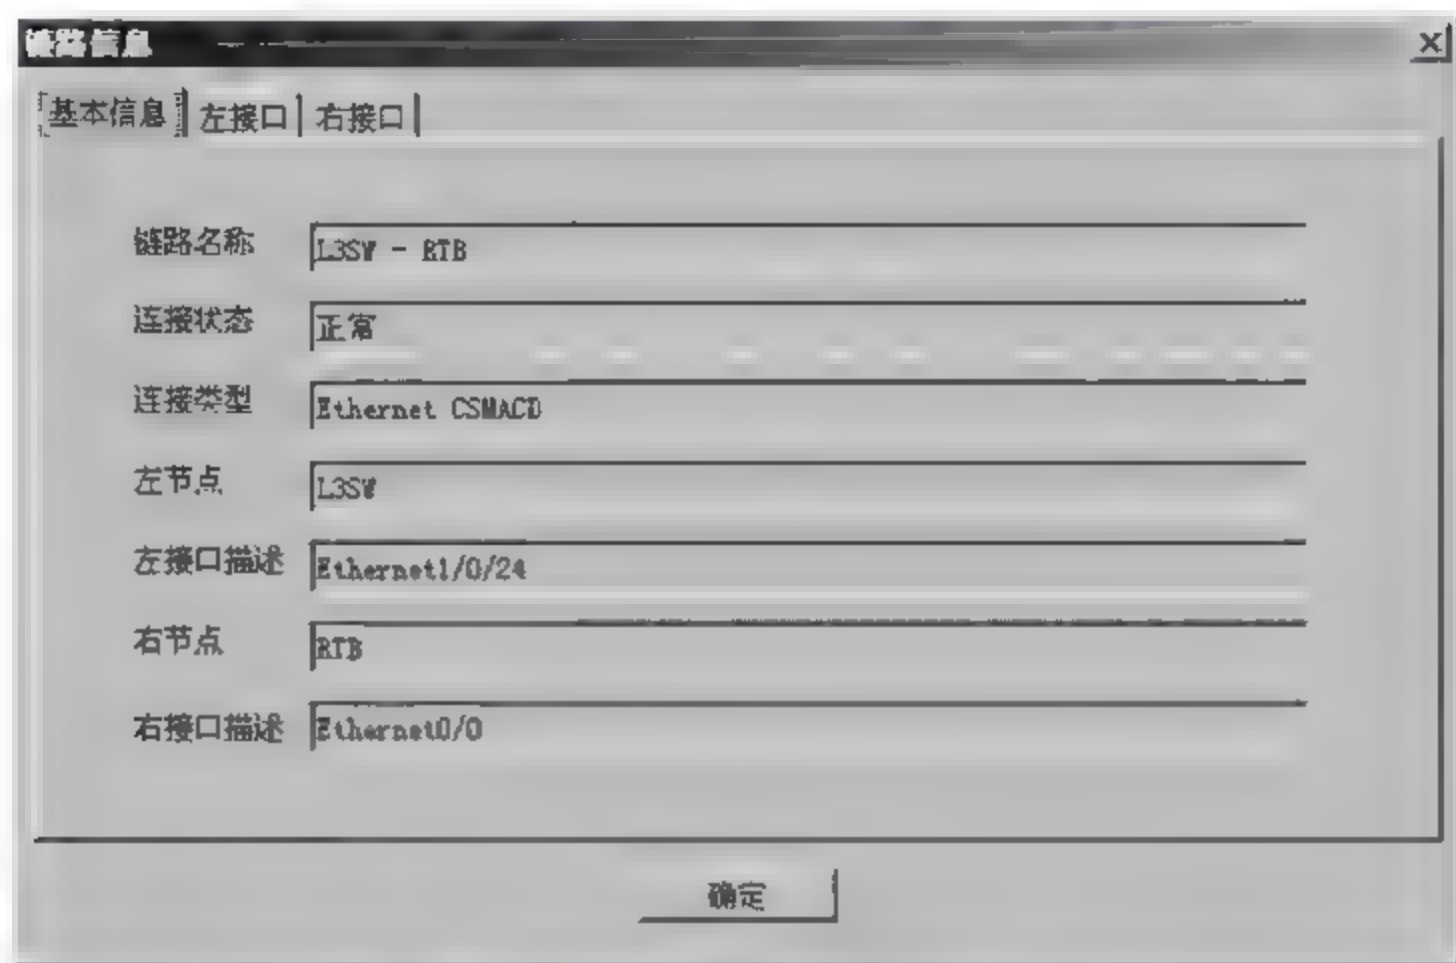 链路信息
基本信息 左接口 右接口
链路名称 L3SW - RTB
连接状态 正常
连接类型 Ethernet CSMACD
左节点 L3SW
左接口描述 Ethernet1/0/24
右节点 RTB
右接口描述 Ethernet0/0
确定